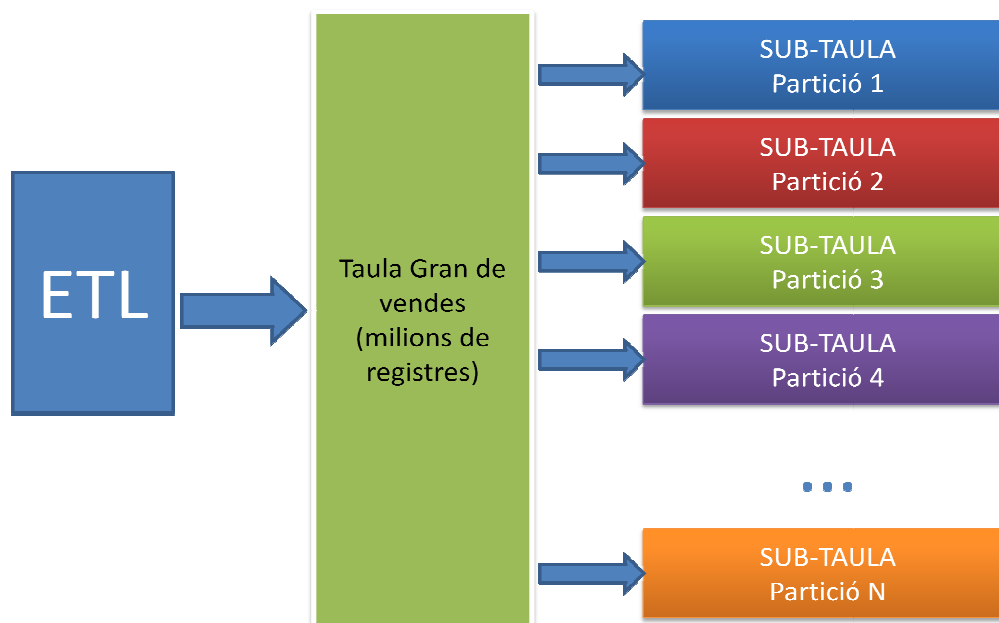 ETL
Taula Gran de
vendes
(milions de
registres)
SUB-TAULA
Partició 1
SUB-TAULA
Partició 2
SUB-TAULA
Partició 3
SUB-TAULA
Partició 4
...
SUB-TAULA
Partició N